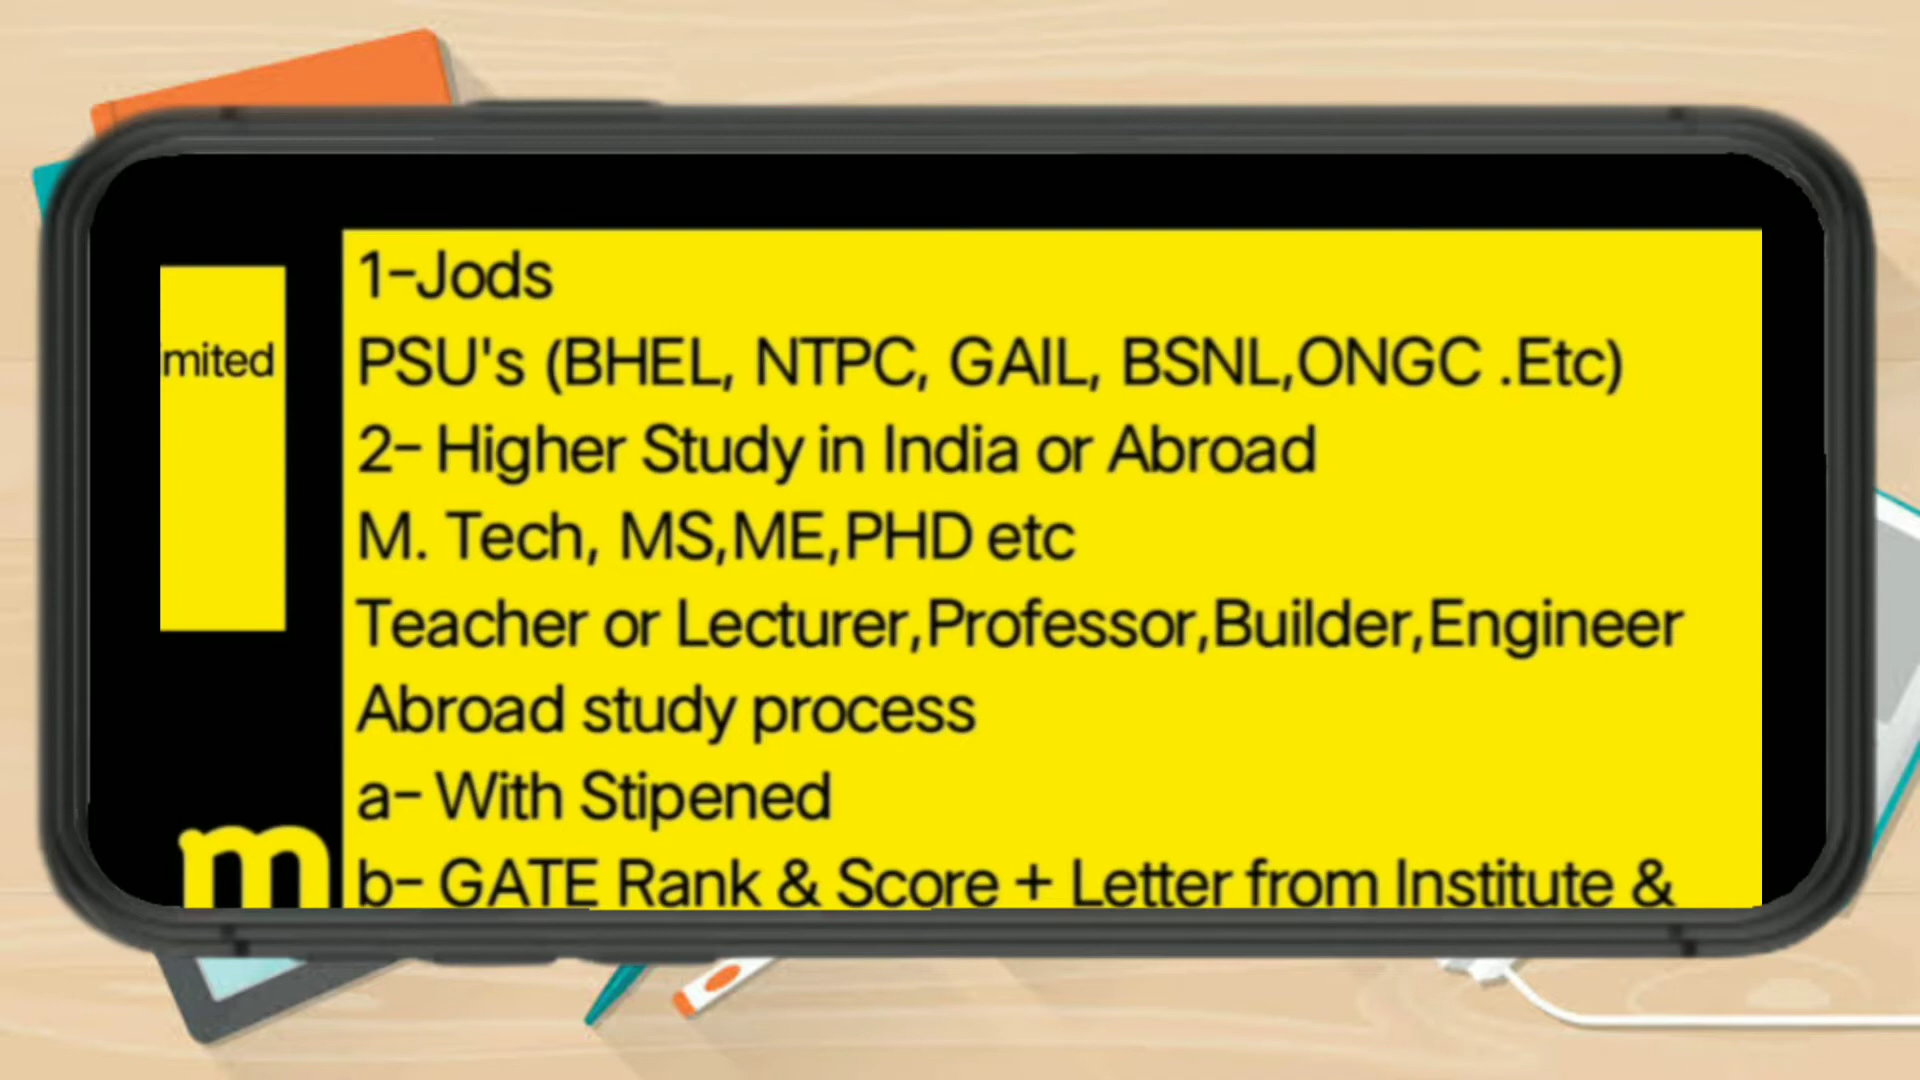 mited
m
1-Jods
PSU's (BHEL, NTPC, GAIL, BSNL,ONGC .Etc)
2- Higher Study in India or Abroad
M. Tech, MS,ME,PHD etc
Teacher or Lecturer,Professor,Builder,Engineer
Abroad study process
a- With Stipened
b- GATE Rank & Score + Letter from Institute &